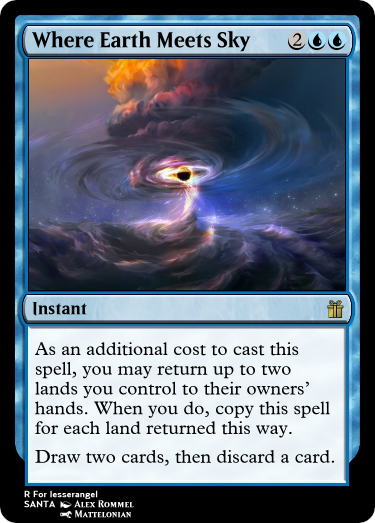 Where Earth Meets Sky 2
Instant
As an additional cost to cast this
spell, you may return up to two
lands you control to their owners'
hands. When you do, copy this spell
for each land returned this way.
Draw two cards, then discard a card.
R For lesserangel
SANTA Alex Rommel
Mattelonian